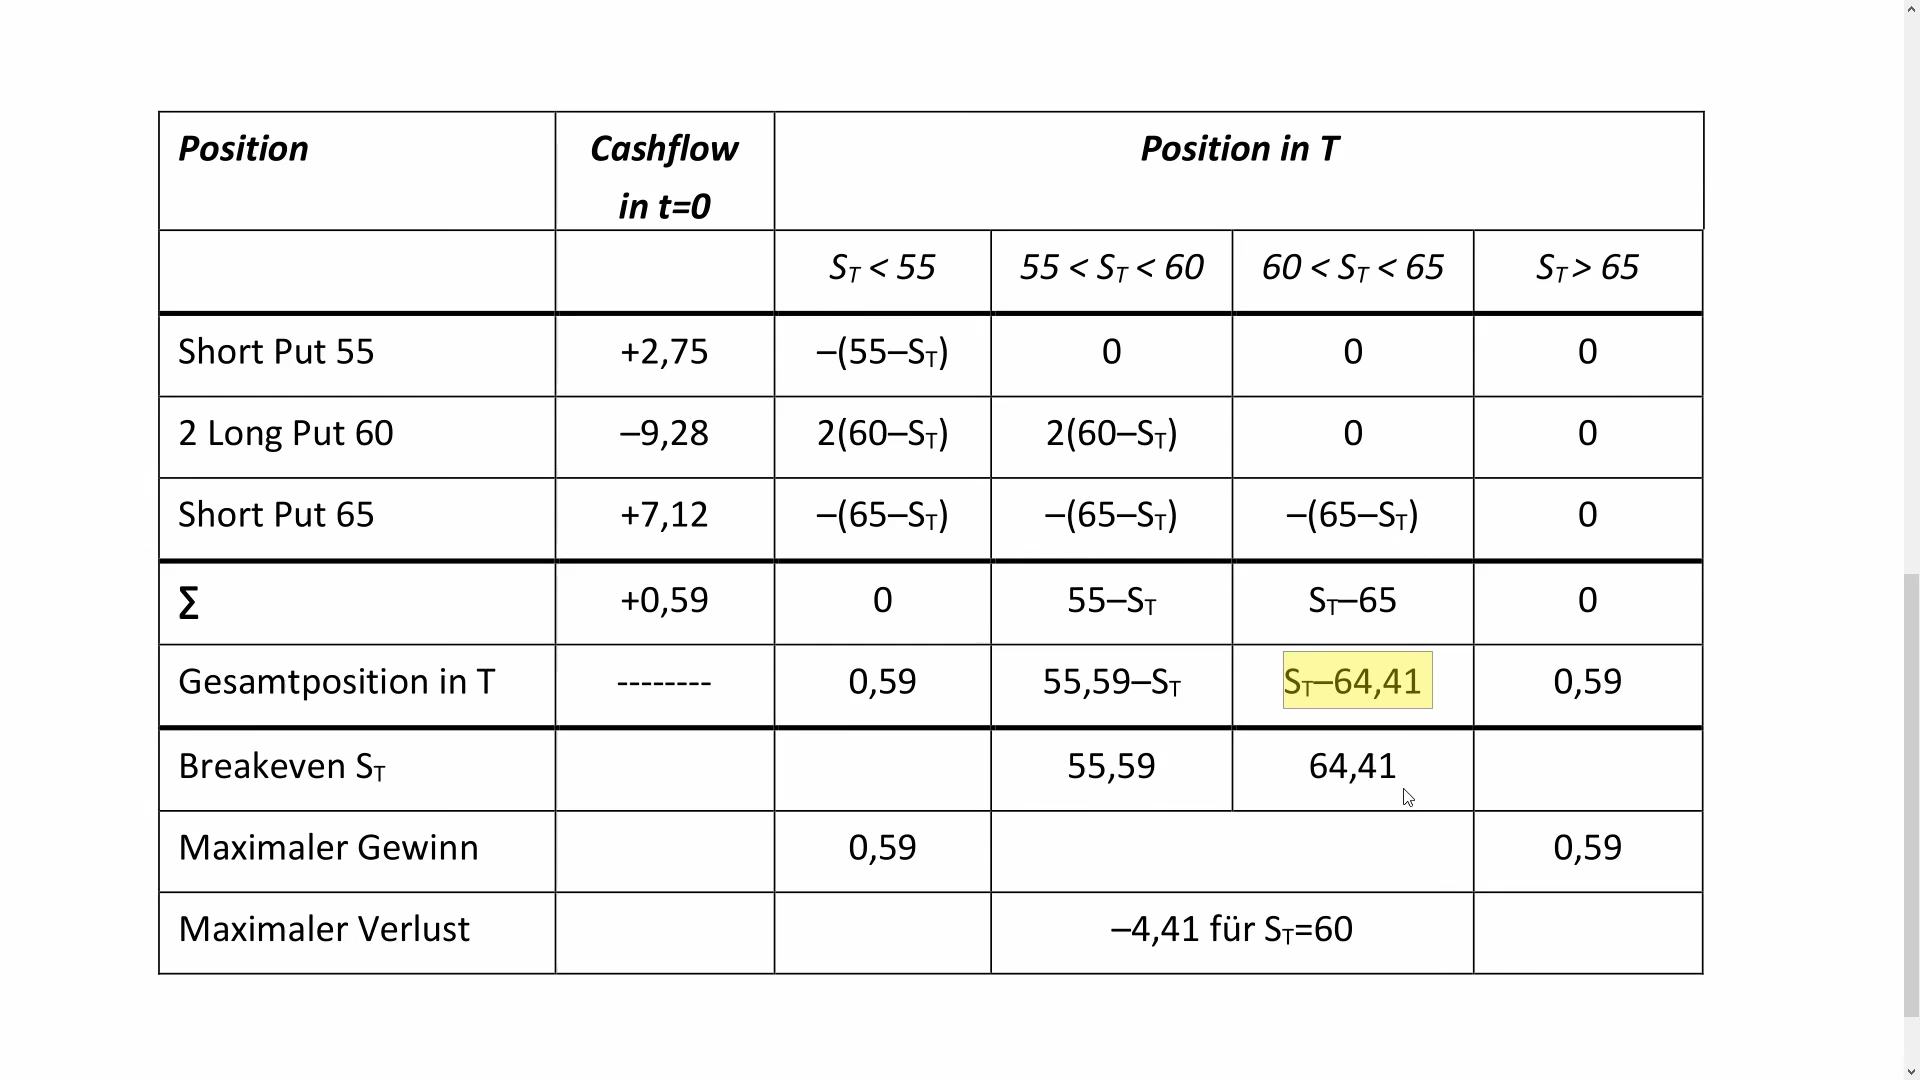 Position Cashflow in t=0 Position in T
S_T < 55 55 < S_T < 60 60 < S_T < 65 S_T > 65
Short Put 55 +2,75 –(55–S_T) 0 0 0
2 Long Put 60 –9,28 2(60–S_T) 2(60–S_T) 0 0
Short Put 65 +7,12 –(65–S_T) –(65–S_T) –(65–S_T) 0
∑ +0,59 0 55–S_T S_T–65 0
Gesamtposition in T -------- 0,59 55,59–S_T S_T–64,41 0,59
Breakeven S_T 55,59 64,41
Maximaler Gewinn 0,59 0,59
Maximaler Verlust –4,41 für S_T=60